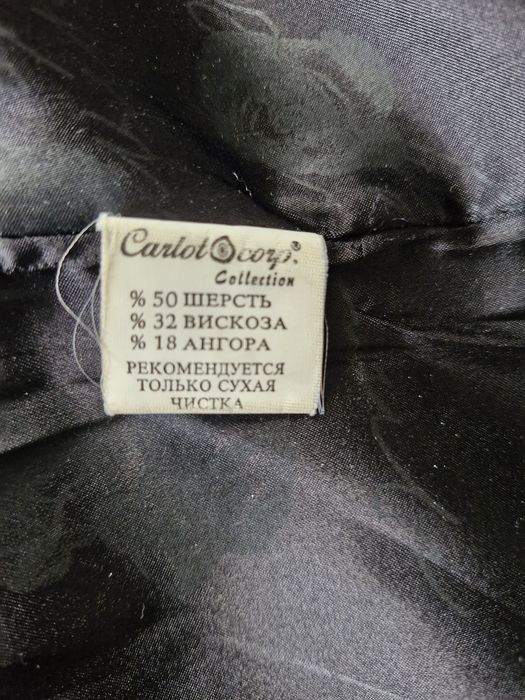 Carlot corp.®
Collection
% 50 ШЕРСТЬ
% 32 ВИСКОЗА
% 18 АНГОРА
РЕКОМЕНДУЕТСЯ
ТОЛЬКО СУХАЯ
ЧИСТКА